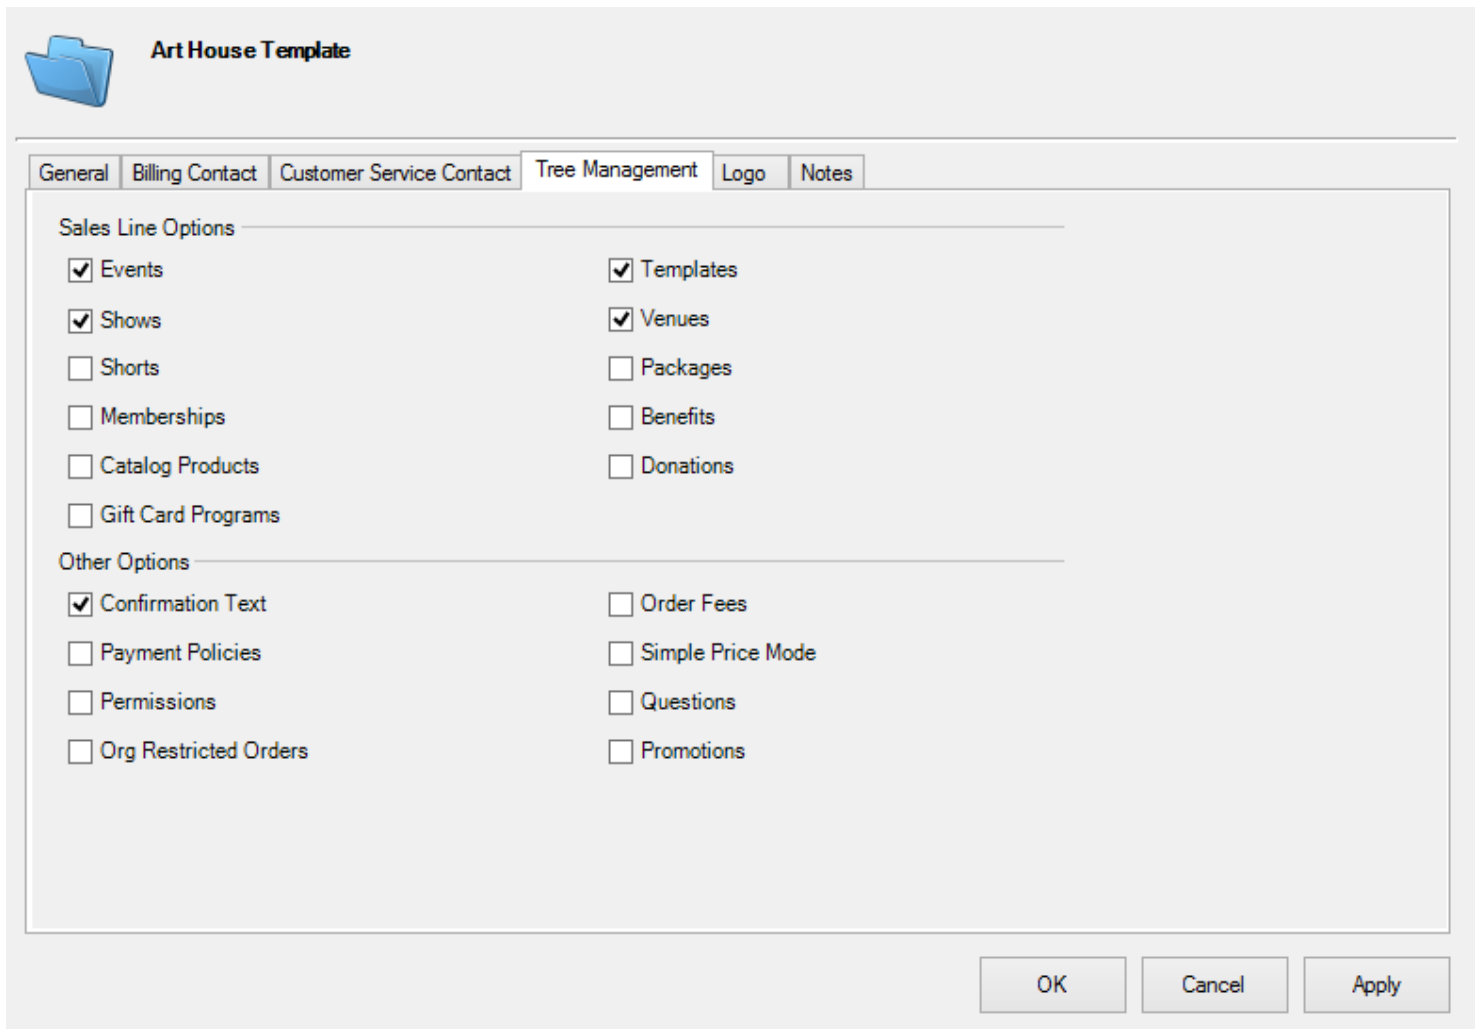 Art House Template
General Billing Contact Customer Service Contact Tree Management Logo Notes
Sales Line Options
Events Templates
Shows Venues
Shorts Packages
Memberships Benefits
Catalog Products Donations
Gift Card Programs
Other Options
Confirmation Text Order Fees
Payment Policies Simple Price Mode
Permissions Questions
Org Restricted Orders Promotions
OK Cancel Apply